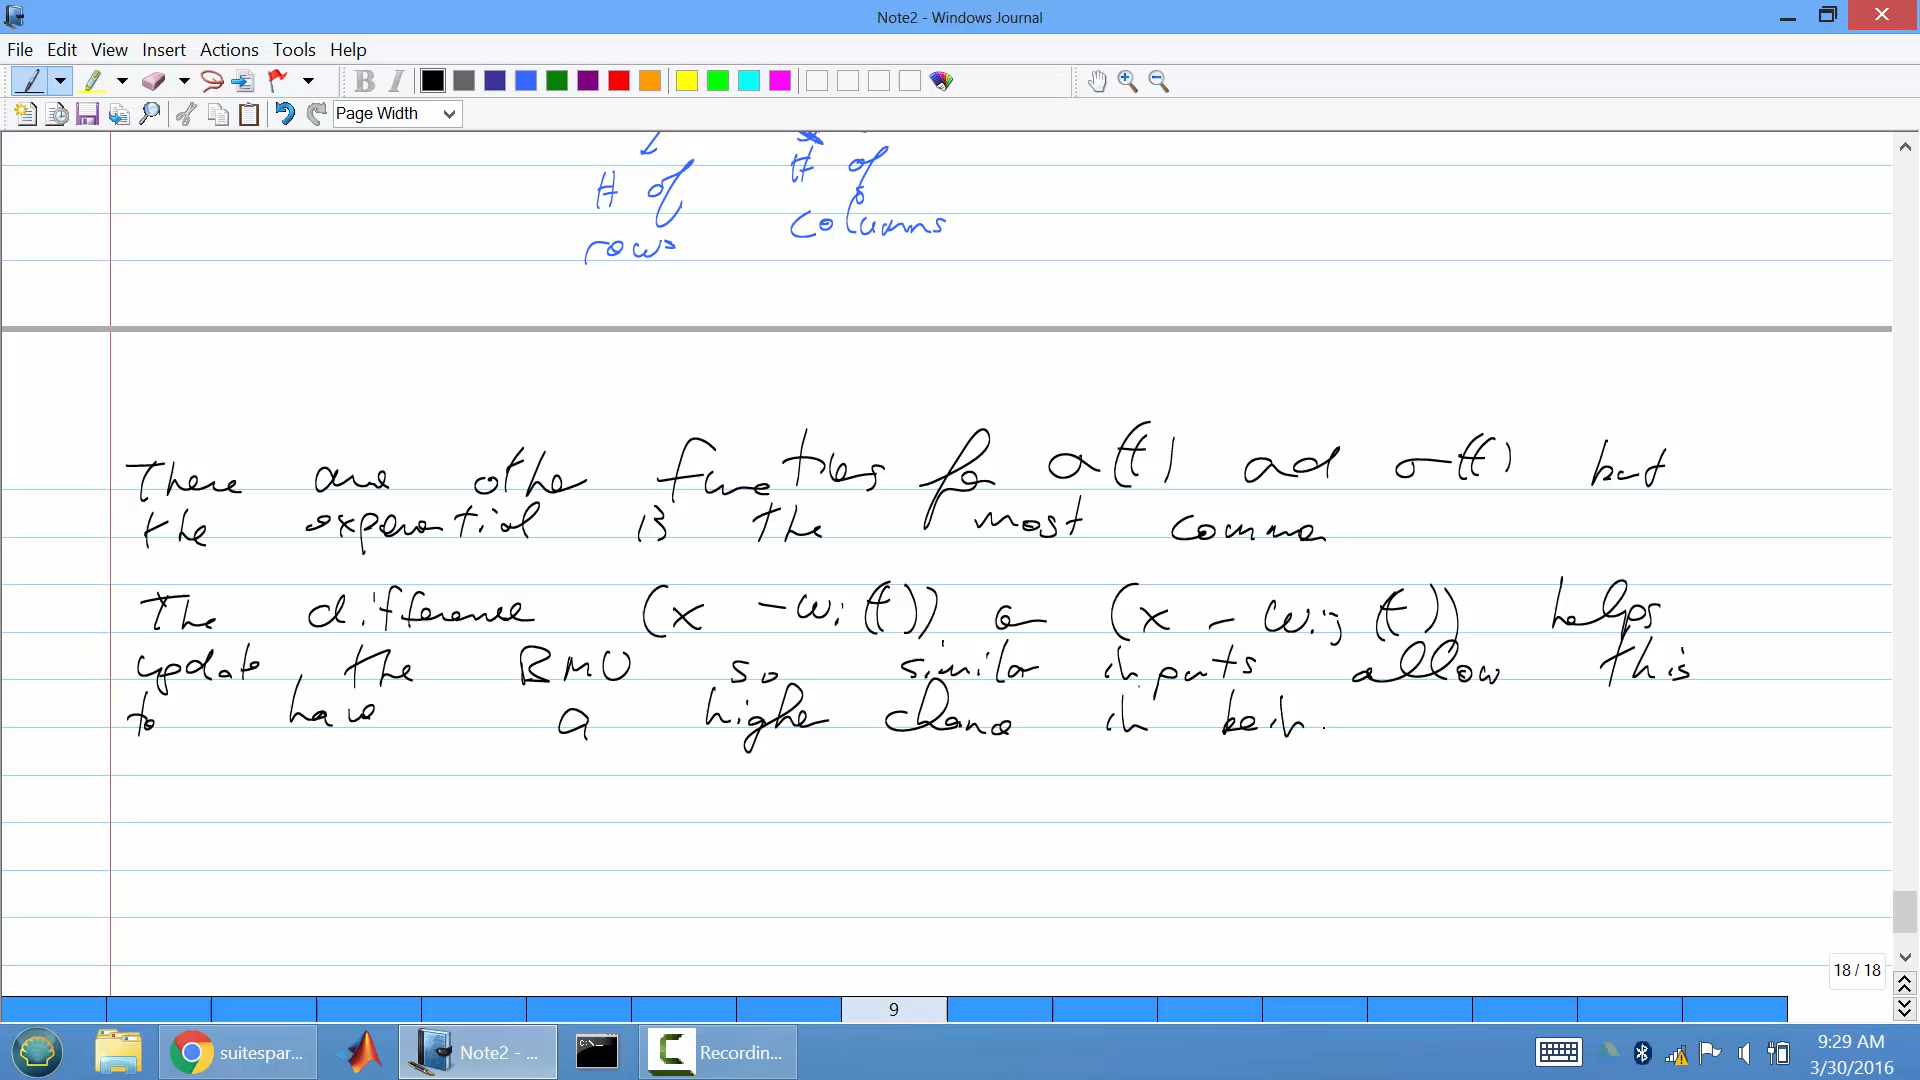 Note2 - Windows Journal
File Edit View Insert Actions Tools Help
B I
Page Width
# of rows
# of columns
There are other functions for α(t) and σ(t) but
the exponential is the most common
The difference (x - wi(t)) or (x - wij(t)) helps
update the BMU so similar inputs allow this
to have a higher chance in bein
18 / 18
9
suitespar...
Note2 - ...
C:\_
Recordin...
9:29 AM
3/30/2016